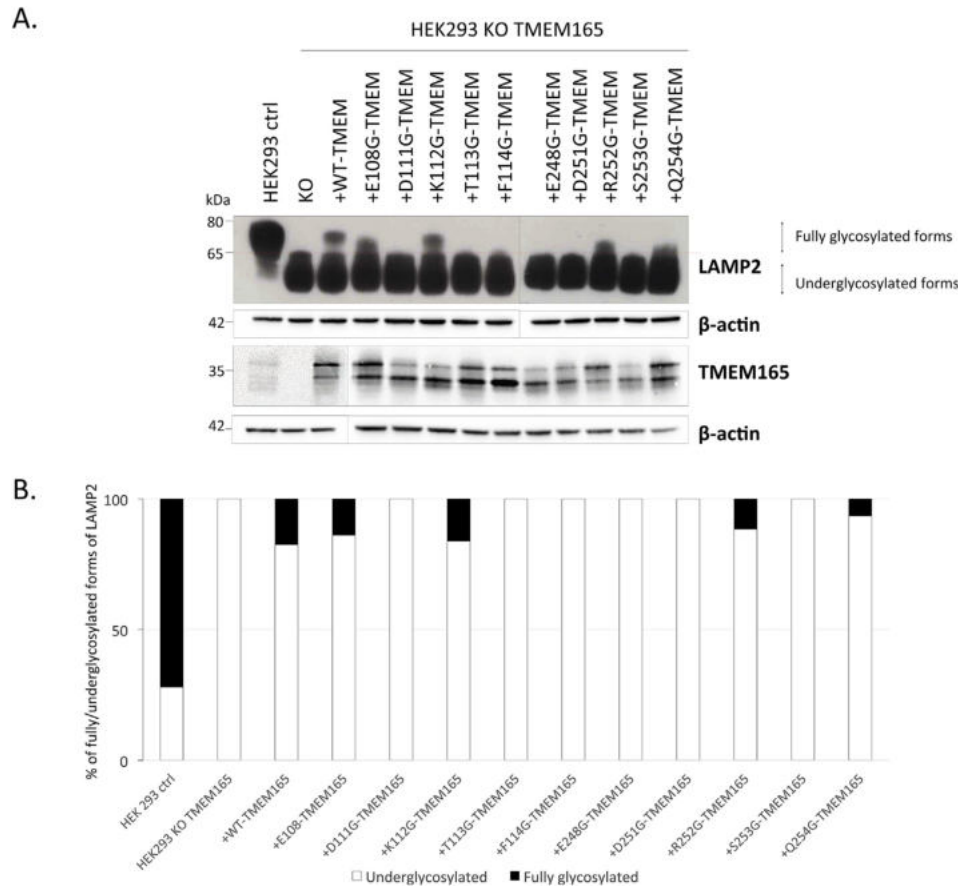 A.
HEK293 KO TMEM165
HEK293 ctrl
KO
+WT-TMEM
+E108G-TMEM
+D111G-TMEM
+K112G-TMEM
+T113G-TMEM
+F114G-TMEM
+E248G-TMEM
+D251G-TMEM
+R252G-TMEM
+S253G-TMEM
+Q254G-TMEM
kDa
80
65
LAMP2
Fully glycosylated forms
Underglycosylated forms
42
β-actin
35
TMEM165
42
β-actin
B.
% of fully/underglycosylated forms of LAMP2
100
50
0
HEK 293 ctrl
HEK293 KO TMEM165
+WT-TMEM165
+E108-TMEM165
+D111G-TMEM165
+K112G-TMEM165
+T113G-TMEM165
+F114G-TMEM165
+E248G-TMEM165
+D251G-TMEM165
+R252G-TMEM165
+S253G-TMEM165
+Q254G-TMEM165
Underglycosylated Fully glycosylated